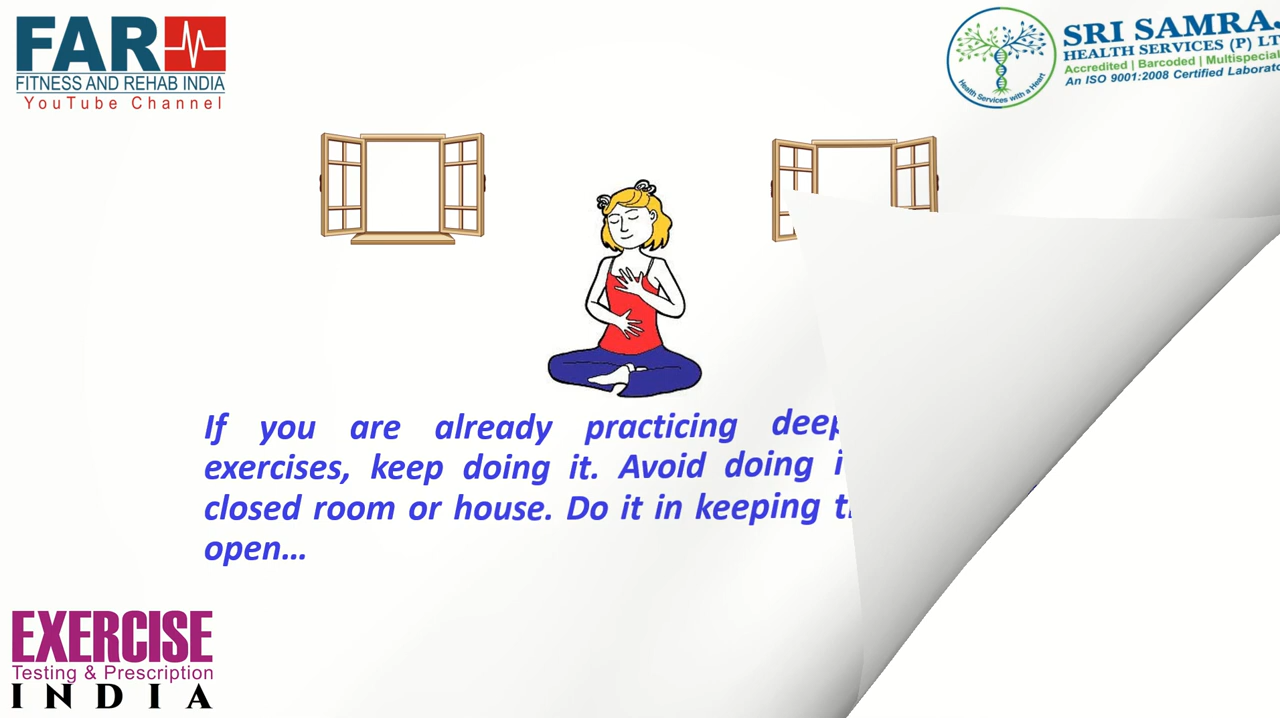 FAR
FITNESS AND REHAB INDIA
YouTube Channel
SRI SAMRAJ
HEALTH SERVICES (P) LT
Accredited | Barcoded | Multispecial
An ISO 9001:2008 Certified Laborato
Health Services with a Heart
If you are already practicing deep
exercises, keep doing it. Avoid doing i
closed room or house. Do it in keeping t
open...
EXERCISE
Testing & Prescription
INDIA